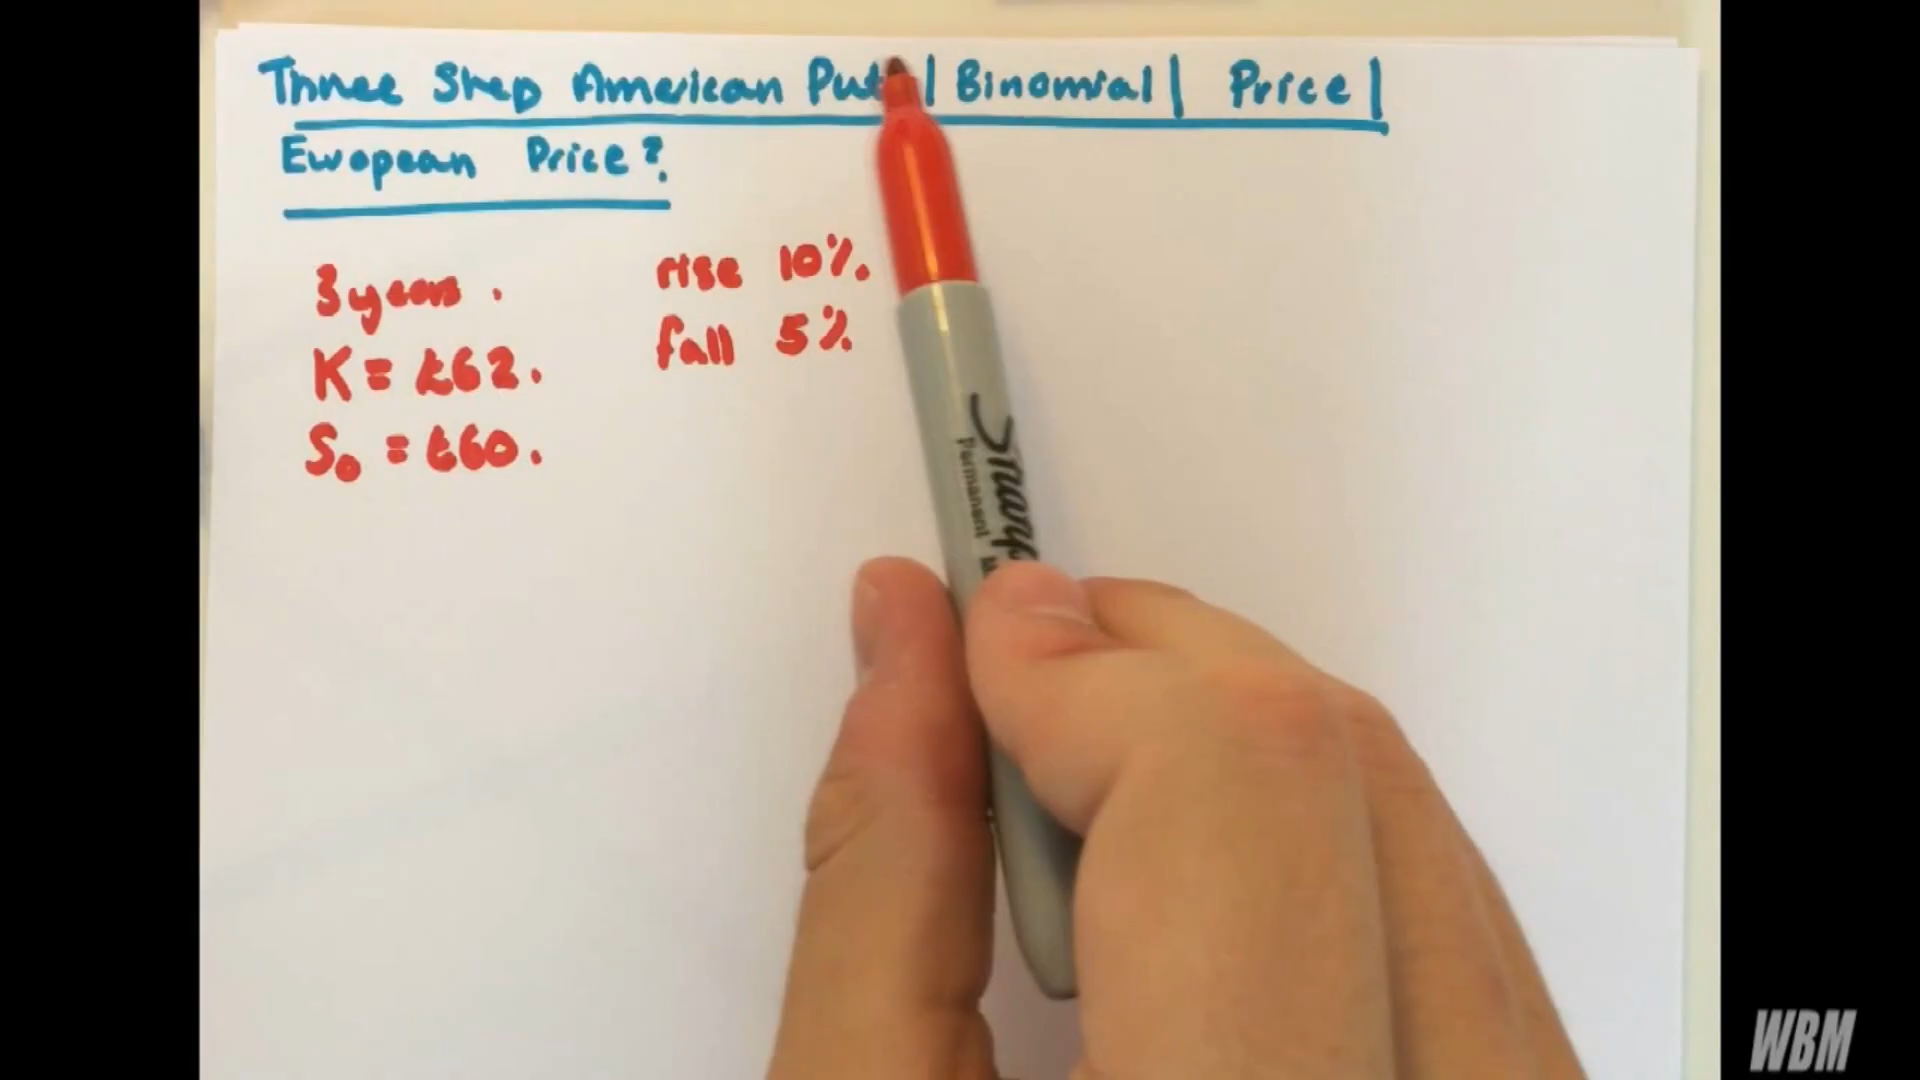 Three Step American Put | Binomial | Price |
European Price?
3 years.
K = £62.
S0 = £60.
rise 10%.
fall 5%
Sharpie
Permanent M
WBM